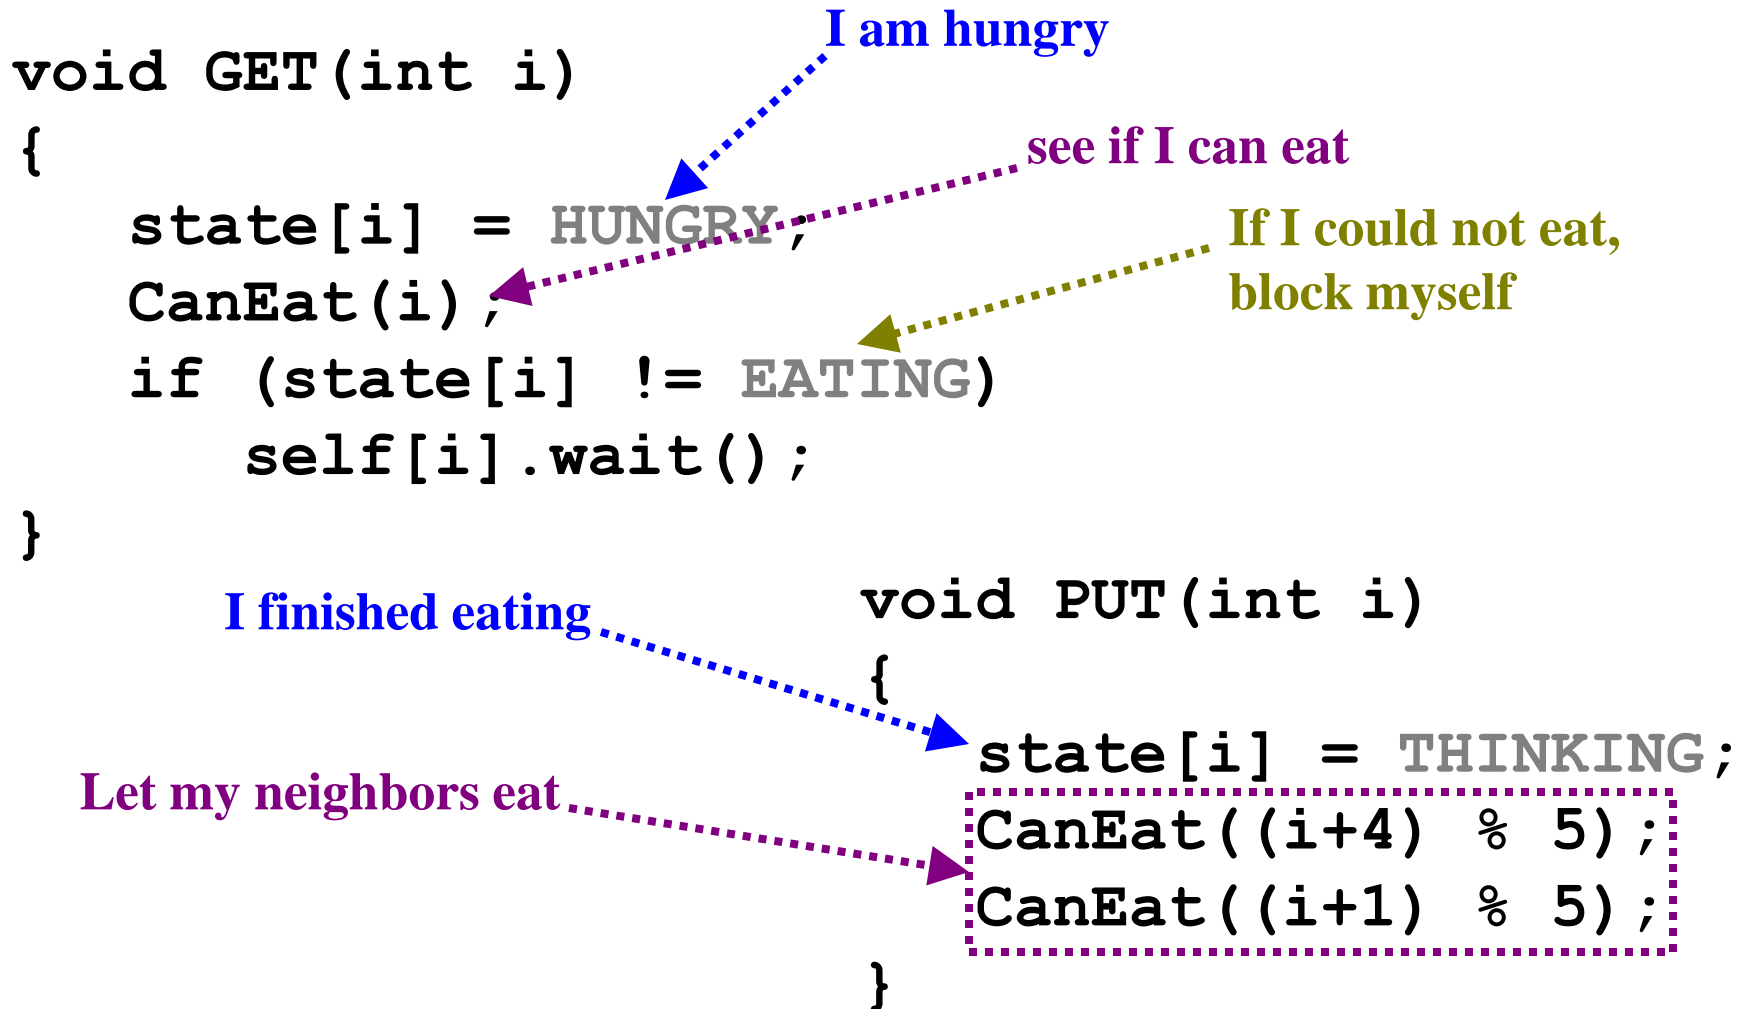 I am hungry
void GET(int i)
{
see if I can eat
state[i] = HUNGRY;
If I could not eat,
block myself
CanEat(i);
if (state[i] != EATING)
self[i].wait();
}
I finished eating
void PUT(int i)
{
state[i] = THINKING;
Let my neighbors eat
CanEat((i+4) % 5);
CanEat((i+1) % 5);
}